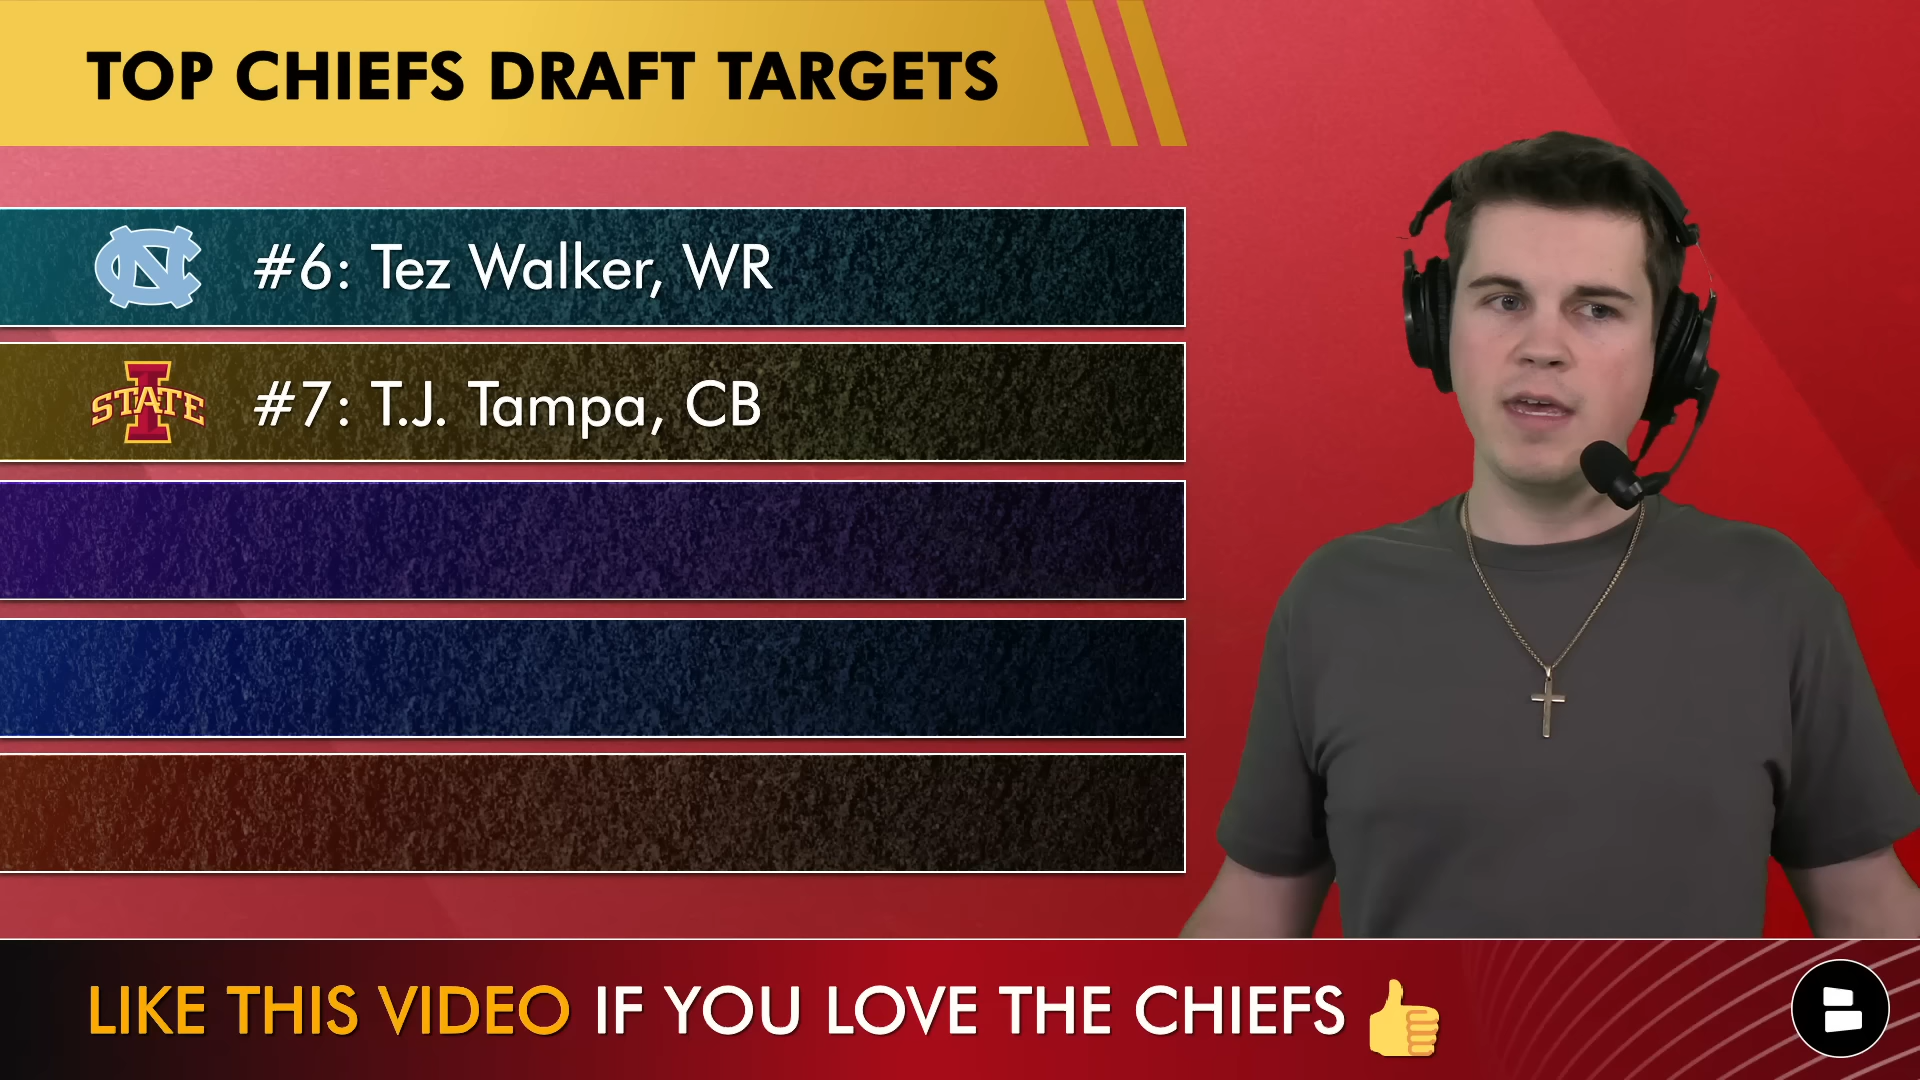 TOP CHIEFS DRAFT TARGETS
NC #6: Tez Walker, WR
I STATE #7: T.J. Tampa, CB
LIKE THIS VIDEO IF YOU LOVE THE CHIEFS